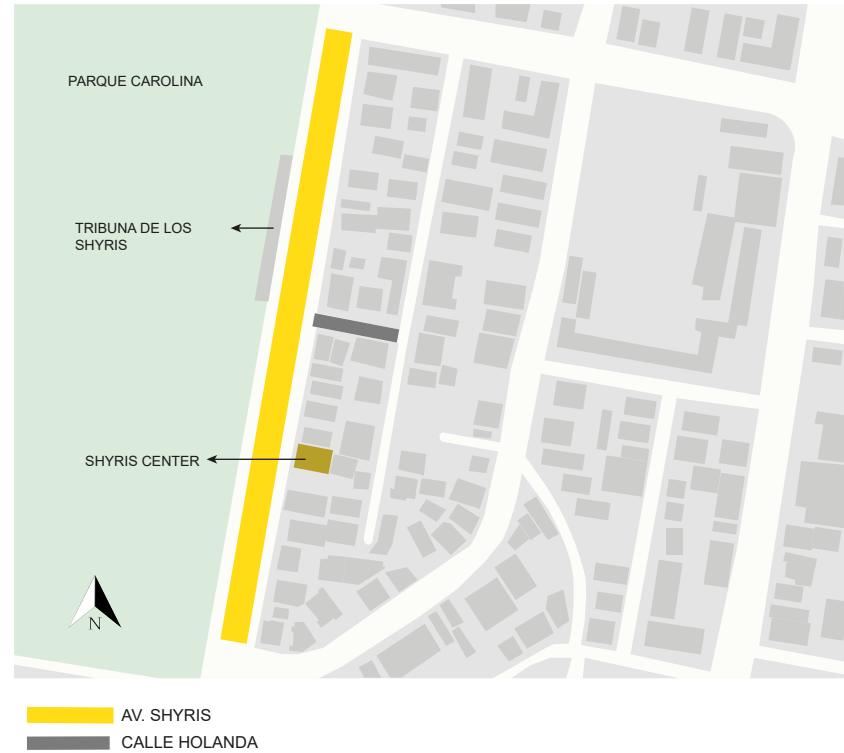 PARQUE CAROLINA
TRIBUNA DE LOS
SHYRIS
SHYRIS CENTER
N
AV. SHYRIS
CALLE HOLANDA